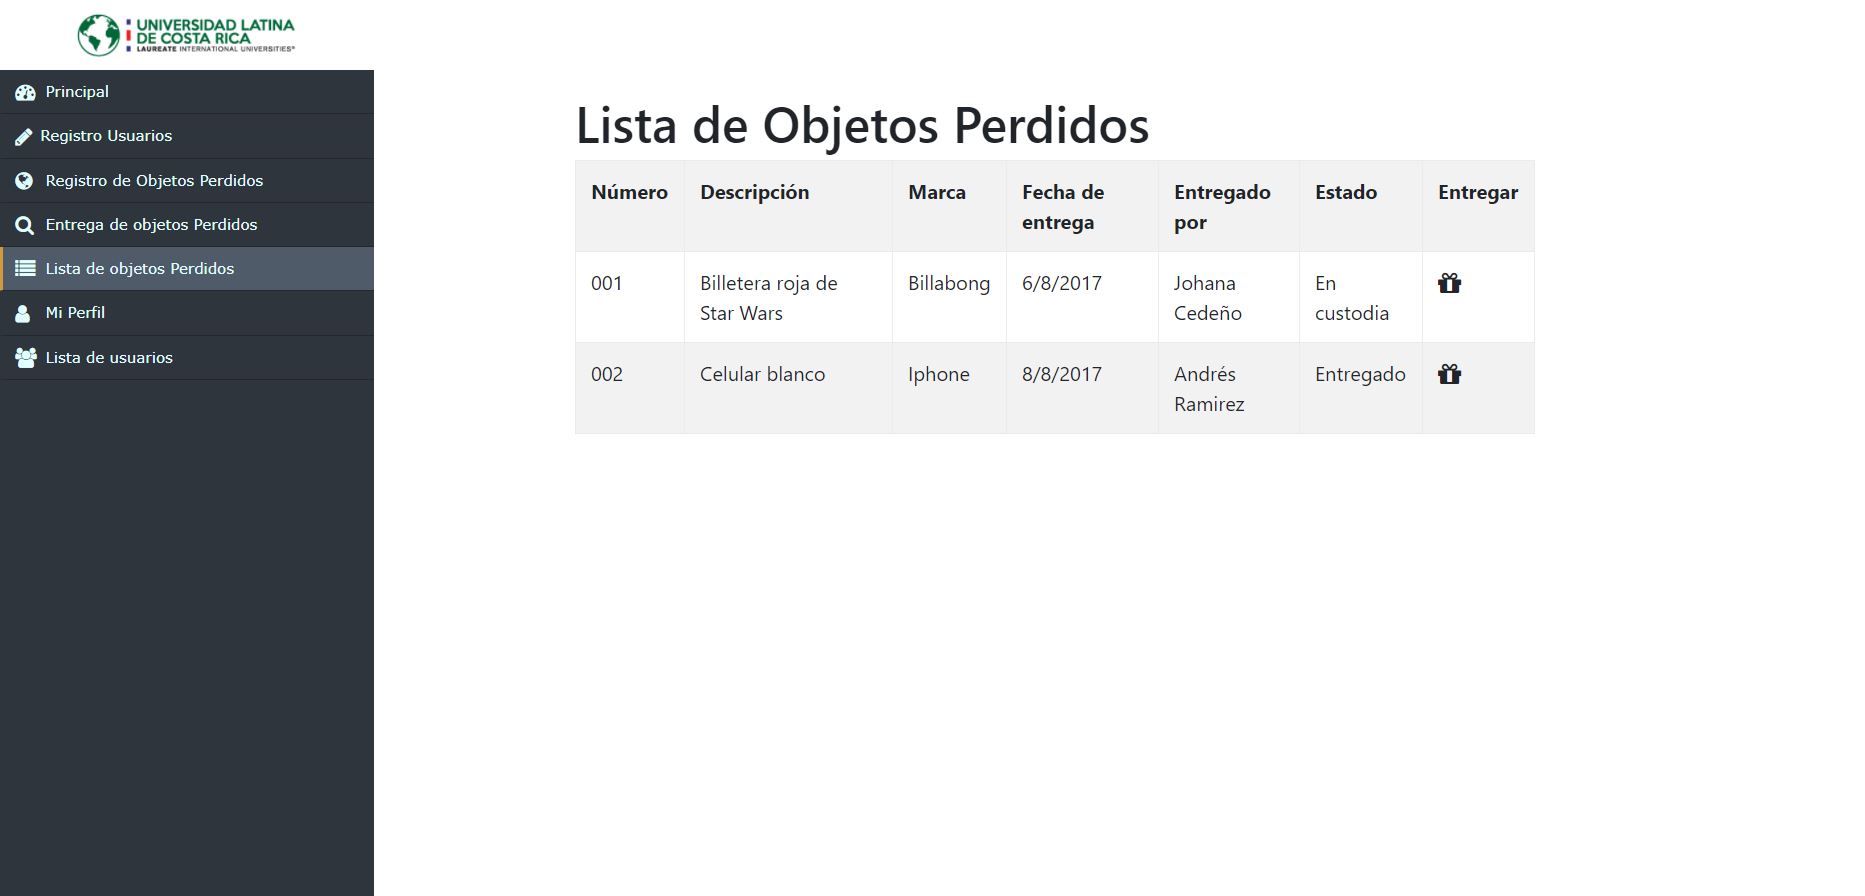 UNIVERSIDAD LATINA
DE COSTA RICA
LAUREATE INTERNATIONAL UNIVERSITIES®
Principal
Registro Usuarios
Registro de Objetos Perdidos
Entrega de objetos Perdidos
Lista de objetos Perdidos
Mi Perfil
Lista de usuarios
Lista de Objetos Perdidos
Número Descripción Marca Fecha de Entregado Estado Entregar
entrega por
001 Billetera roja de Billabong 6/8/2017 Johana En
Star Wars Cedeño custodia
002 Celular blanco Iphone 8/8/2017 Andrés Entregado
Ramirez